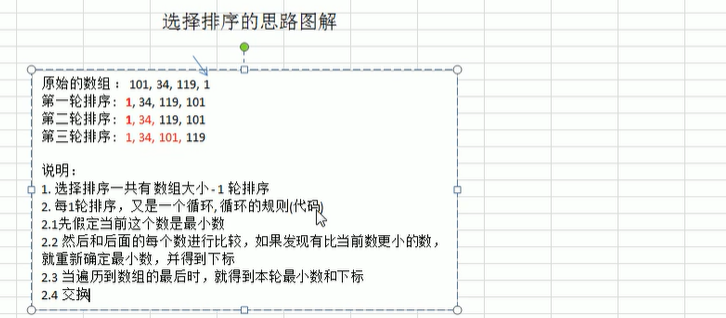 选择排序的思路图解
原始的数组 :  101, 34, 119, 1
第一轮排序: 1, 34, 119, 101
第二轮排序: 1, 34, 119, 101
第三轮排序: 1, 34, 101, 119
说明:
1. 选择排序一共有 数组大小 - 1 轮排序
2. 每1轮排序，又是一个循环, 循环的规则(代码)
2.1先假定当前这个数是最小数
2.2 然后和后面的每个数进行比较，如果发现有比当前数更小的数，
就重新确定最小数，并得到下标
2.3 当遍历到数组的最后时，就得到本轮最小数和下标
2.4 交换